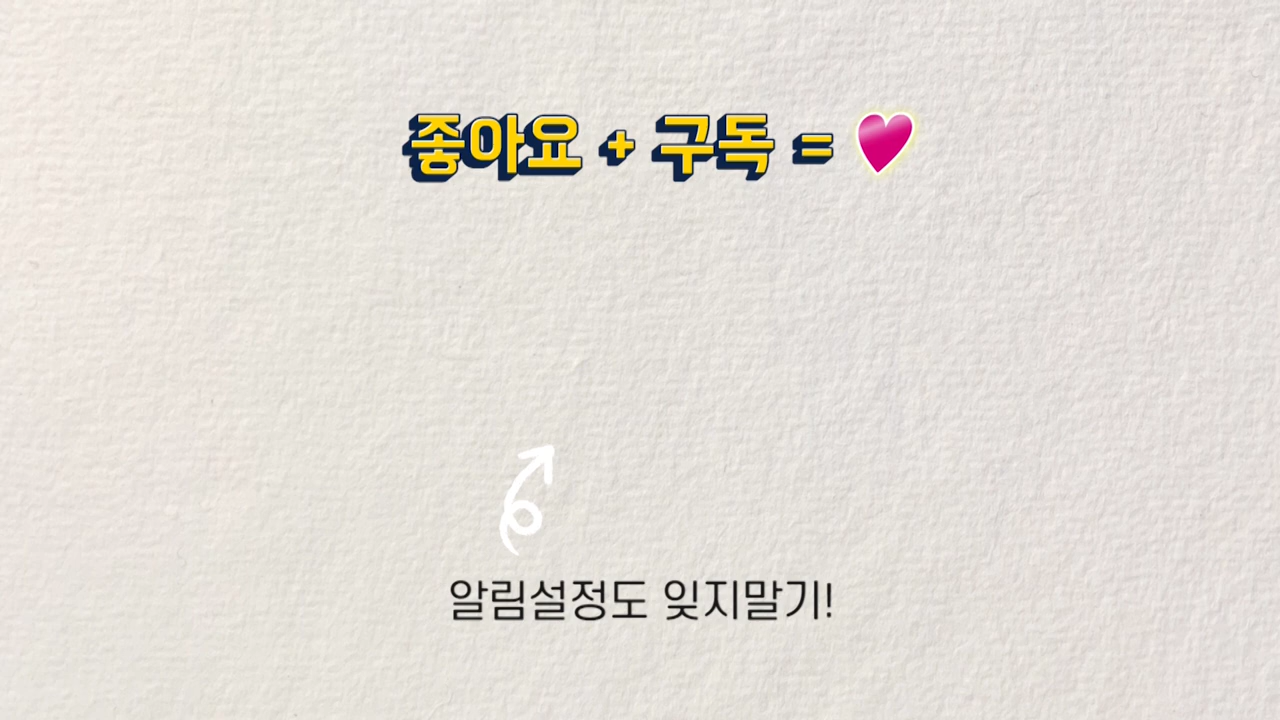 좋아요 + 구독 = 💗
알림설정도 잊지말기!